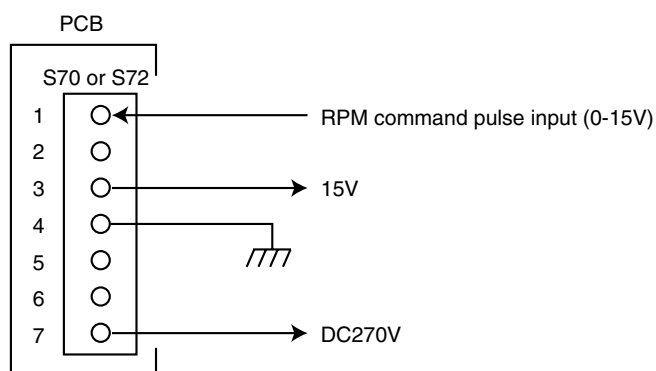 PCB
S70 or S72
1 RPM command pulse input (0-15V)
2
3 15V
4
5
6
7 DC270V